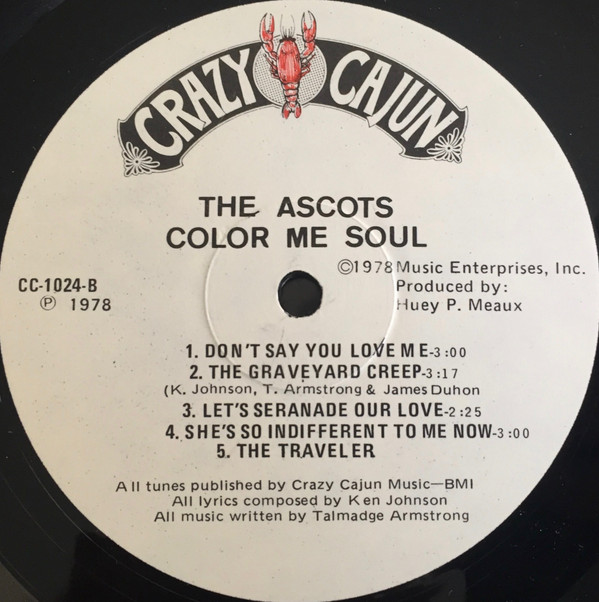 CRAZY CAJUN
THE ASCOTS
COLOR ME SOUL
©1978 Music Enterprises, Inc.
CC-1024-B
Produced by:
℗ 1978
Huey P. Meaux
1. DON'T SAY YOU LOVE ME-3:00
2. THE GRAVEYARD CREEP-3:17
(K. Johnson, T. Armstrong & James Duhon
3. LET'S SERANADE OUR LOVE-2:25
4. SHE'S SO INDIFFERENT TO ME NOW-3:00
5. THE TRAVELER
All tunes published by Crazy Cajun Music—BMI
All lyrics composed by Ken Johnson
All music written by Talmadge Armstrong